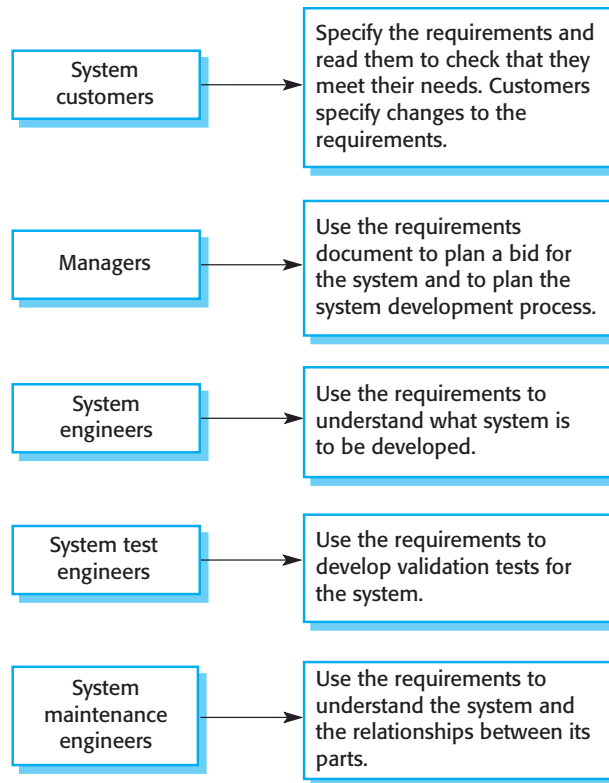 System
customers
Specify the requirements and
read them to check that they
meet their needs. Customers
specify changes to the
requirements.
Managers
Use the requirements
document to plan a bid for
the system and to plan the
system development process.
System
engineers
Use the requirements to
understand what system is
to be developed.
System test
engineers
Use the requirements to
develop validation tests for
the system.
System
maintenance
engineers
Use the requirements to
understand the system and
the relationships between its
parts.